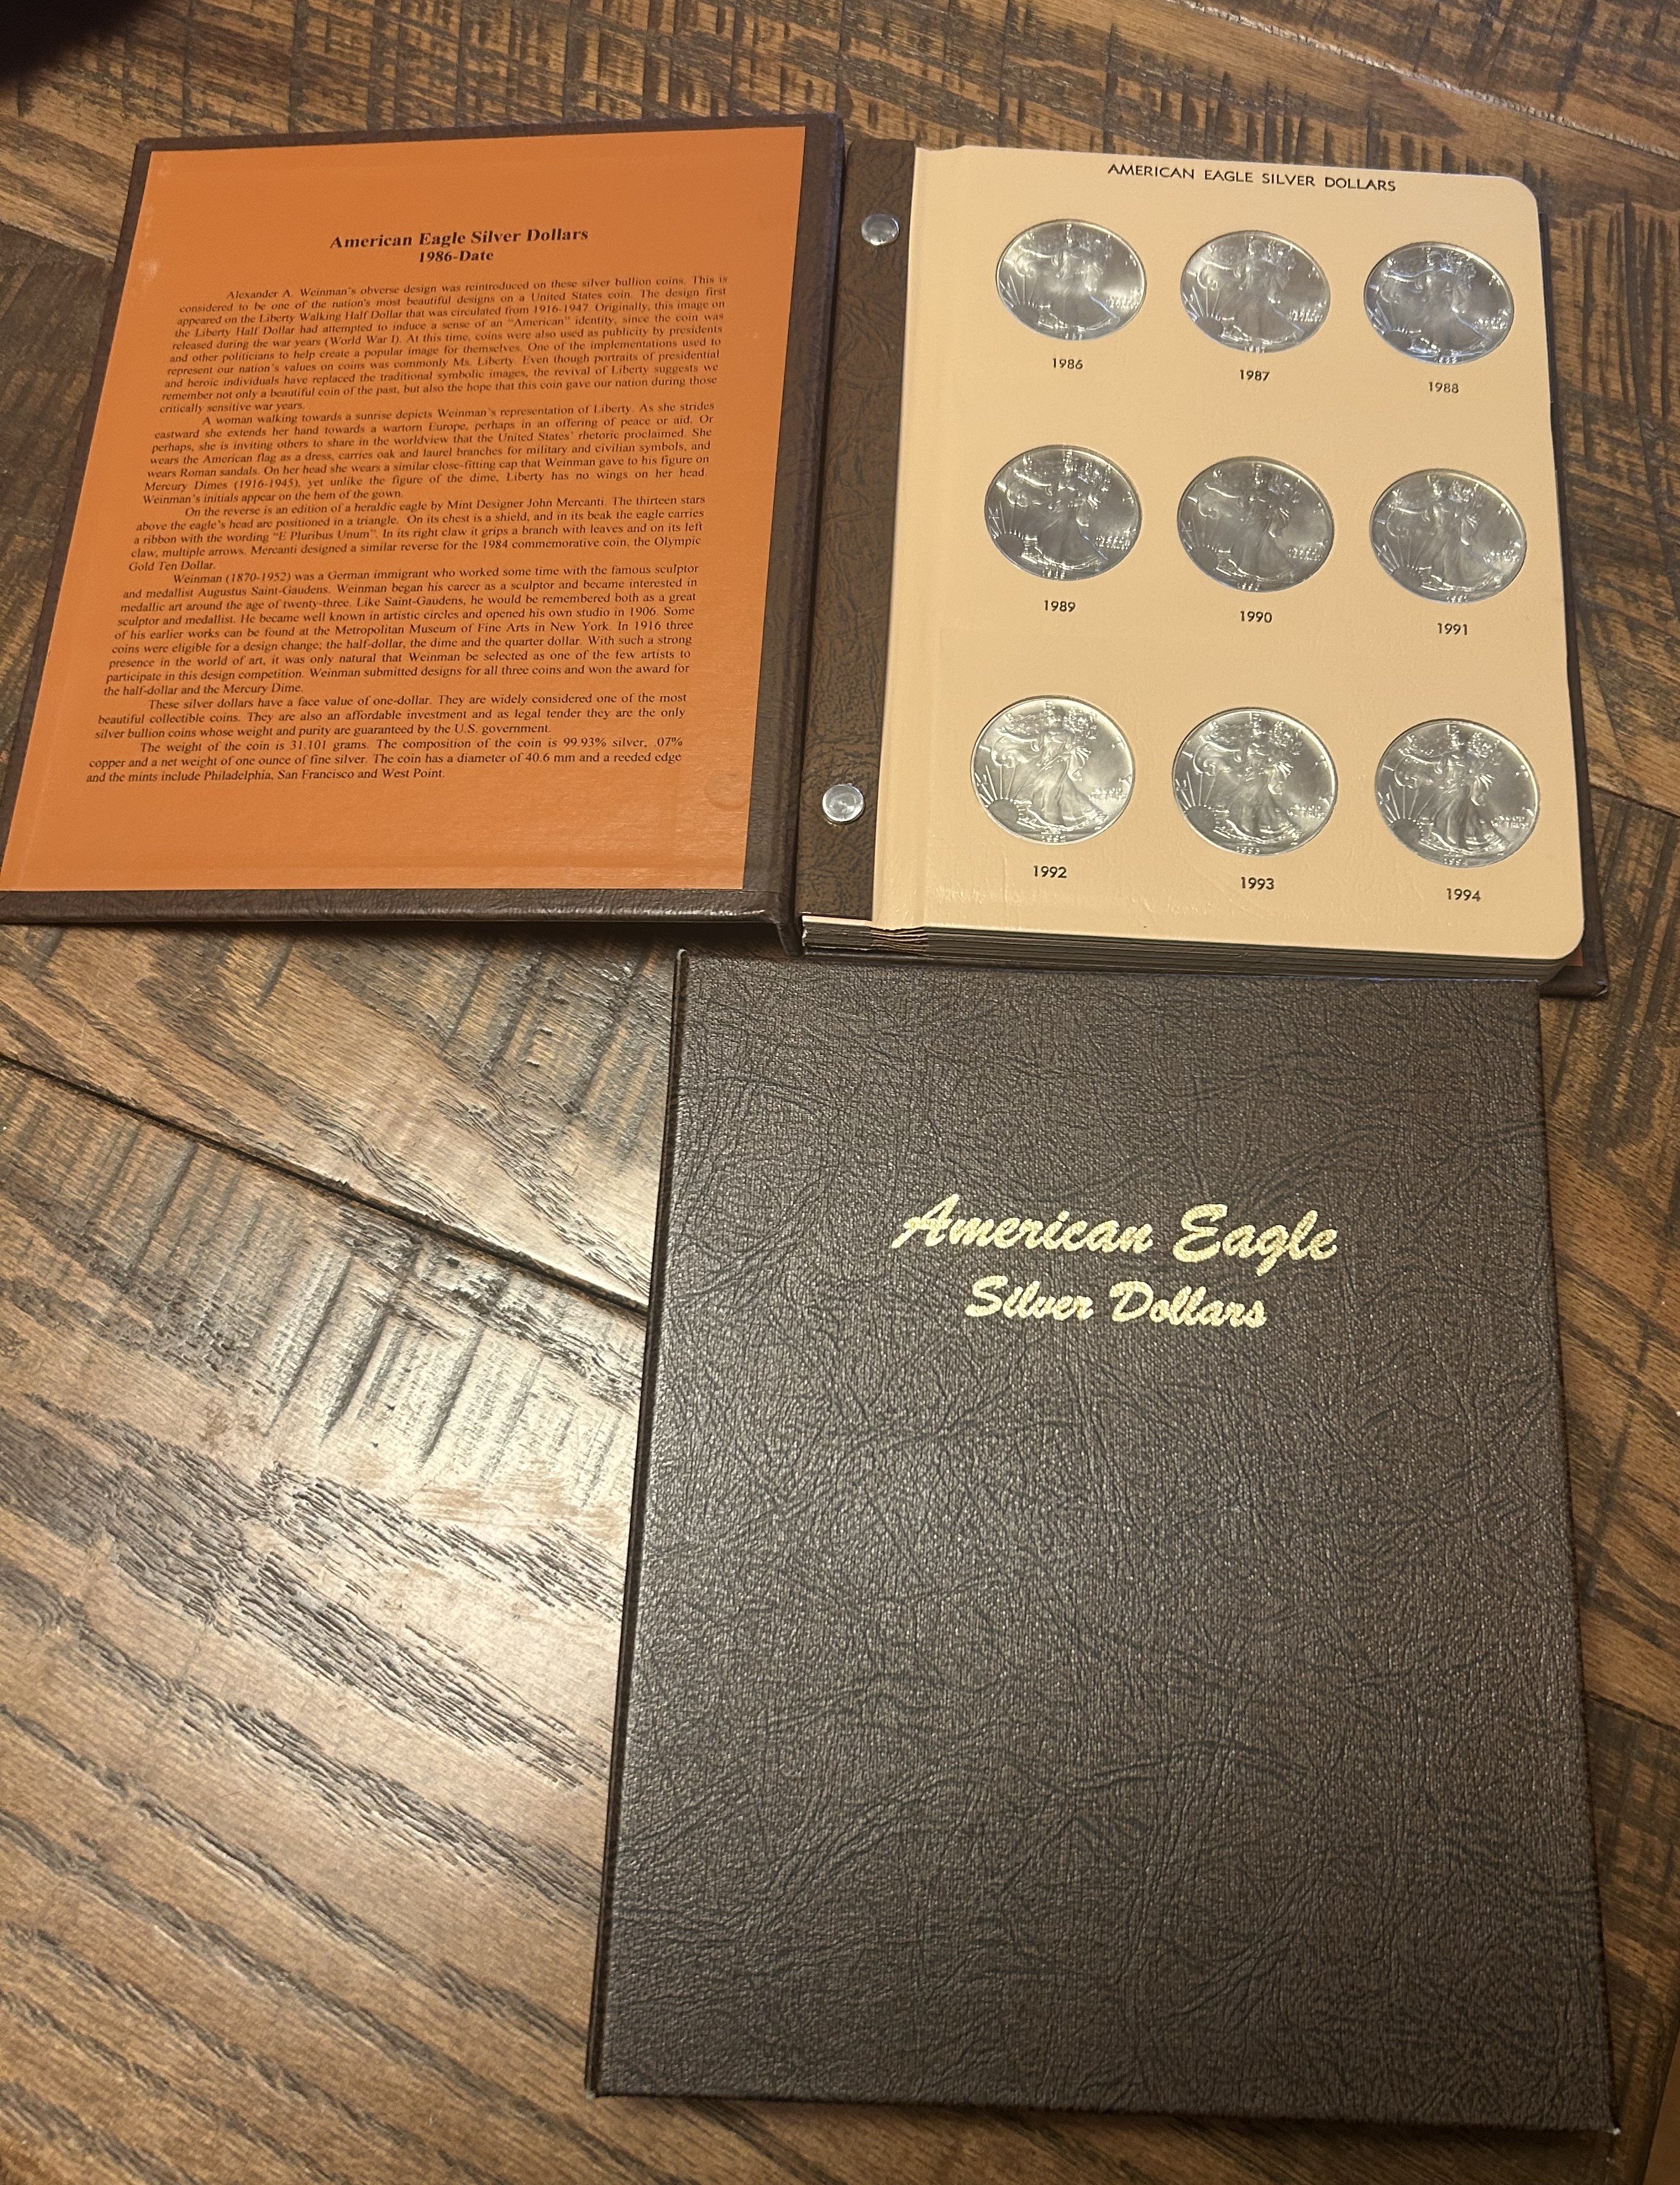 American Eagle Silver Dollars
1986-Date
Alexander A. Weinman's obverse design was reintroduced on these silver bullion coins. This is
considered to be one of the nation's most beautiful designs on a United States coin. The design first
appeared on the Liberty Walking Half Dollar that was circulated from 1916-1947. Originally, this image on
the Liberty Half Dollar had attempted to induce a sense of an "American" identity, since the coin was
released during the war years (World War I). At this time, coins were also used as publicity by presidents
and other politicians to help create a popular image for themselves. One of the implementations used to
represent our nation's values on coins was commonly Ms. Liberty. Even though portraits of presidential
and heroic individuals have replaced the traditional symbolic images, the revival of Liberty suggests we
remember not only a beautiful coin of the past, but also the hope that this coin gave our nation during those
critically sensitive war years.
A woman walking towards a sunrise depicts Weinman's representation of Liberty. As she strides
eastward she extends her hand towards a wartorn Europe, perhaps in an offering of peace or aid. Or
perhaps, she is inviting others to share in the worldview that the United States' rhetoric proclaimed. She
wears the American flag as a dress, carries oak and laurel branches for military and civilian symbols, and
wears Roman sandals. On her head she wears a similar close-fitting cap that Weinman gave to his figure on
Mercury Dimes (1916-1945), yet unlike the figure of the dime, Liberty has no wings on her head.
Weinman's initials appear on the hem of the gown.
On the reverse is an edition of a heraldic eagle by Mint Designer John Mercanti. The thirteen stars
above the eagle's head are positioned in a triangle. On its chest is a shield, and in its beak the eagle carries
a ribbon with the wording "E Pluribus Unum". In its right claw it grips a branch with leaves and on its left
claw, multiple arrows. Mercanti designed a similar reverse for the 1984 commemorative coin, the Olympic
Gold Ten Dollar.
Weinman (1870-1952) was a German immigrant who worked some time with the famous sculptor
and medallist Augustus Saint-Gaudens. Weinman began his career as a sculptor and became interested in
medallic art around the age of twenty-three. Like Saint-Gaudens, he would be remembered both as a great
sculptor and medallist. He became well known in artistic circles and opened his own studio in 1906. Some
of his earlier works can be found at the Metropolitan Museum of Fine Arts in New York. In 1916 three
coins were eligible for a design change; the half-dollar, the dime and the quarter dollar. With such a strong
presence in the world of art, it was only natural that Weinman be selected as one of the few artists to
participate in this design competition. Weinman submitted designs for all three coins and won the award for
the half-dollar and the Mercury Dime.
These silver dollars have a face value of one-dollar. They are widely considered one of the most
beautiful collectible coins. They are also an affordable investment and as legal tender they are the only
silver bullion coins whose weight and purity are guaranteed by the U.S. government.
The weight of the coin is 31.101 grams. The composition of the coin is 99.93% silver, .07%
copper and a net weight of one ounce of fine silver. The coin has a diameter of 40.6 mm and a reeded edge
and the mints include Philadelphia, San Francisco and West Point.
AMERICAN EAGLE SILVER DOLLARS
1986
1987
1988
1989
1990
1991
1992
1993
1994
American Eagle
Silver Dollars